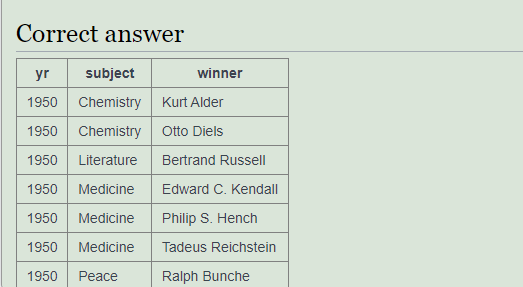 Correct answer
yr subject winner
1950 Chemistry Kurt Alder
1950 Chemistry Otto Diels
1950 Literature Bertrand Russell
1950 Medicine Edward C. Kendall
1950 Medicine Philip S. Hench
1950 Medicine Tadeus Reichstein
1950 Peace Ralph Bunche